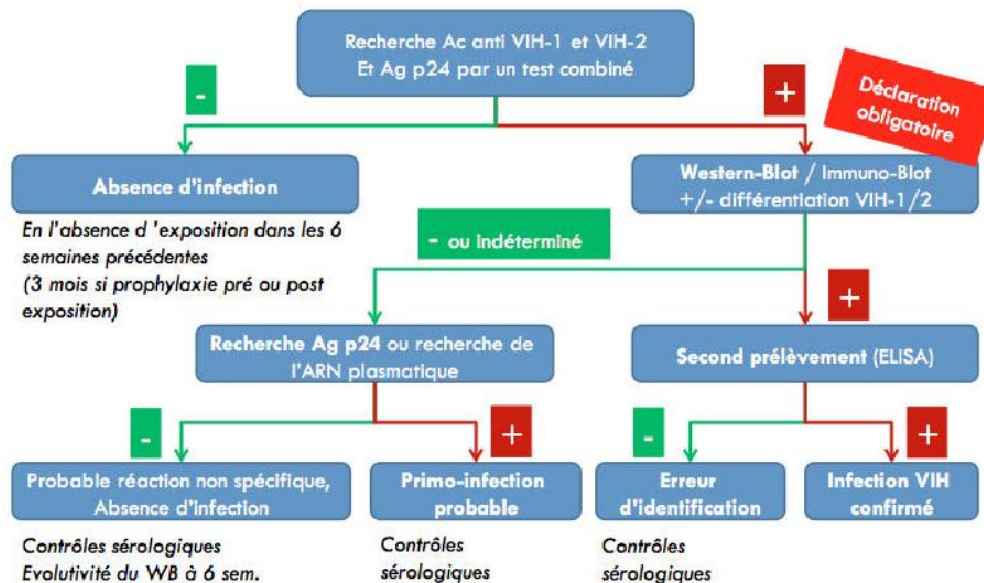 Recherche Ac anti VIH-1 et VIH-2
Et Ag p24 par un test combiné
-
+
Déclaration
obligatoire
Absence d'infection
Western-Blot / Immuno-Blot
+/- différentiation VIH-1/2
En l'absence d 'exposition dans les 6
semaines précédentes
(3 mois si prophylaxie pré ou post
exposition)
- ou indéterminé
+
Recherche Ag p24 ou recherche de
l'ARN plasmatique
Second prélèvement (ELISA)
-
+
-
+
Probable réaction non spécifique,
Absence d'Infection
Primo-infection
probable
Erreur
d'identification
Infection VIH
confirmé
Contrôles sérologiques
Evolutivité du WB à 6 sem.
Contrôles
sérologiques
Contrôles
sérologiques